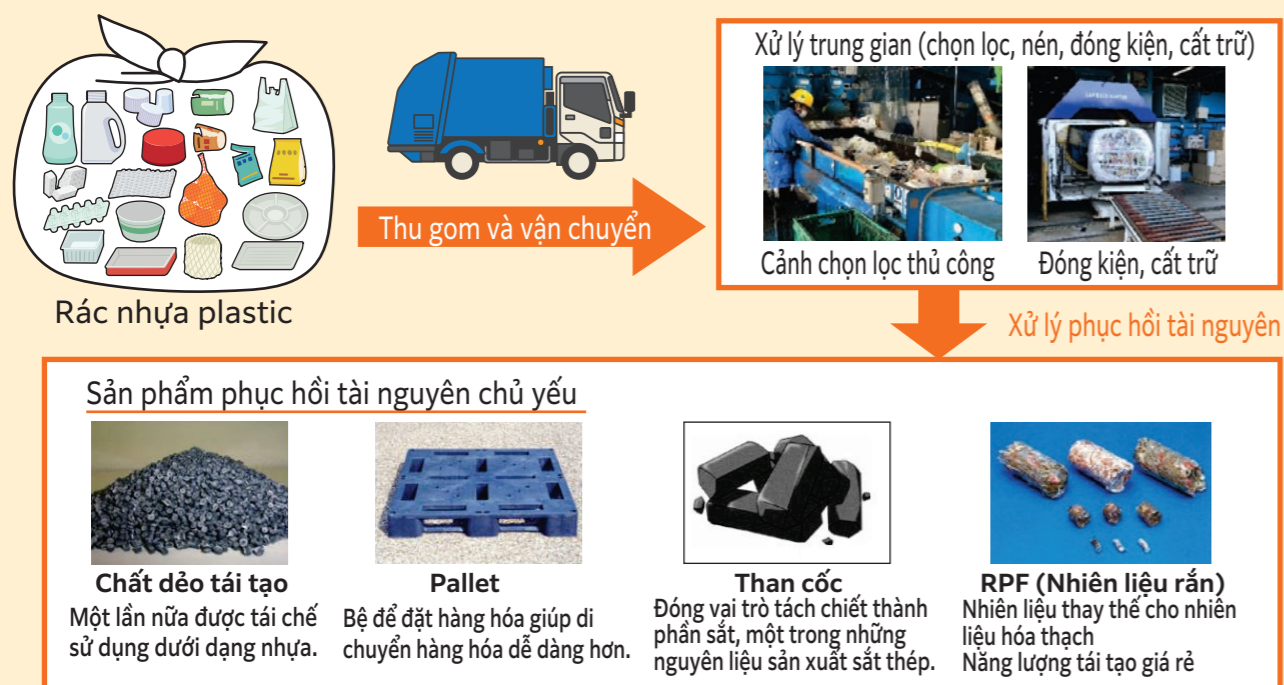 Xử lý trung gian (chọn lọc, nén, đóng kiện, cất trữ)
Thu gom và vận chuyển
Cảnh chọn lọc thủ công
Đóng kiện, cất trữ
Rác nhựa plastic
Xử lý phục hồi tài nguyên
Sản phẩm phục hồi tài nguyên chủ yếu
Chất dẻo tái tạo
Một lần nữa được tái chế
sử dụng dưới dạng nhựa.
Pallet
Bệ để đặt hàng hóa giúp di
chuyển hàng hóa dễ dàng hơn.
Than cốc
Đóng vai trò tách chiết thành
phần sắt, một trong những
nguyên liệu sản xuất sắt thép.
RPF (Nhiên liệu rắn)
Nhiên liệu thay thế cho nhiên
liệu hóa thạch
Năng lượng tái tạo giá rẻ